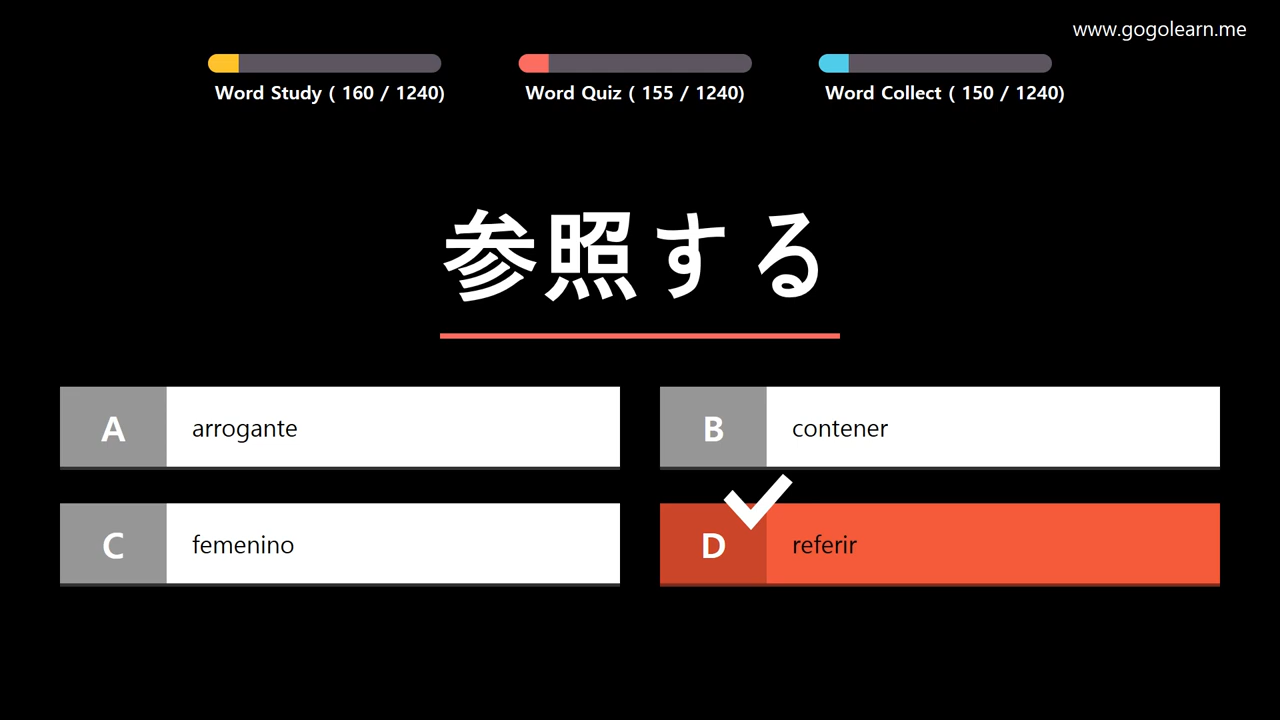 www.gogolearn.me
Word Study ( 160 / 1240)
Word Quiz ( 155 / 1240)
Word Collect ( 150 / 1240)
参照する
A
arrogante
B
contener
C
femenino
D
referir